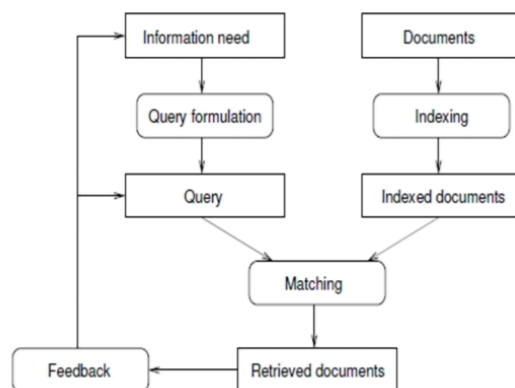 Information need
Documents
Query formulation
Indexing
Query
Indexed documents
Matching
Feedback
Retrieved documents